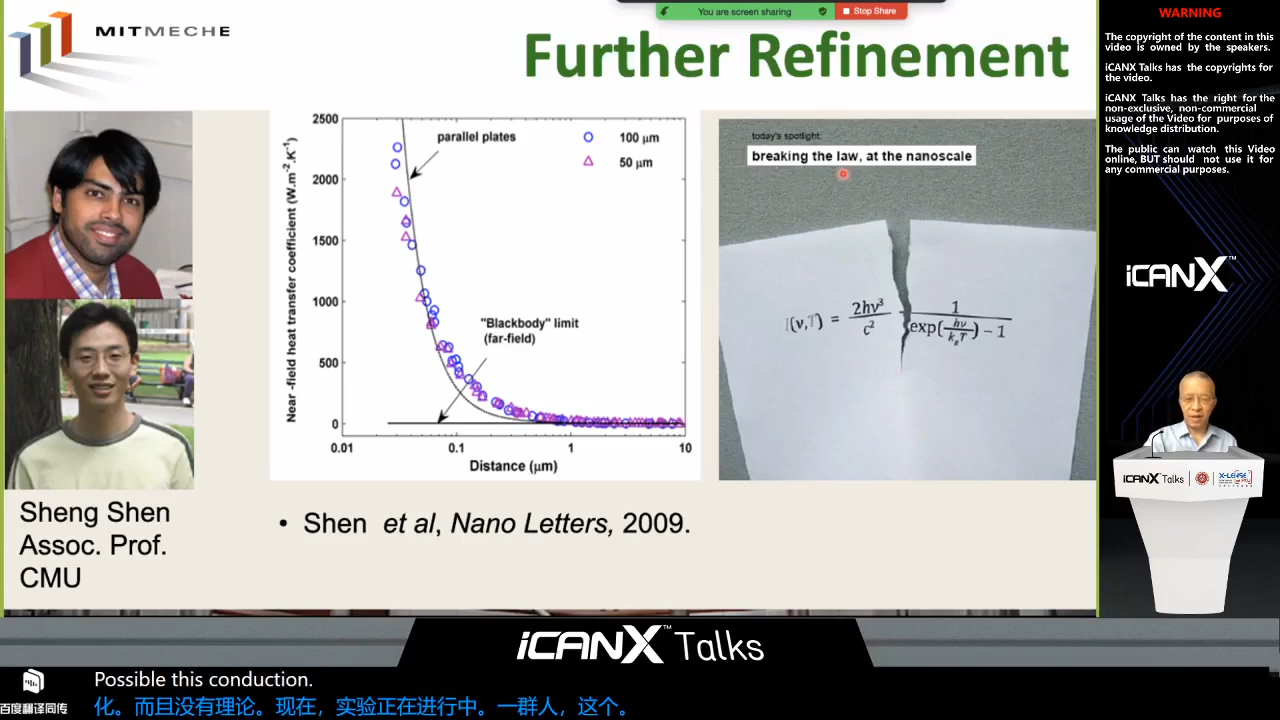 You are screen sharing
Stop Share
MITMECHE
Further Refinement
WARNING
The copyright of the content in this
video is owned by the speakers.
iCANX Talks has the copyrights for
the video.
iCANX Talks has the right for the
non-exclusive, non-commercial
usage of the Video for purposes of
knowledge distribution.
The public can watch this Video
online, BUT should not use it for
any commercial purposes.
iCANX™
Near -field heat transfer coefficient (W.m⁻².K⁻¹)
2500
2000
1500
1000
500
0
parallel plates
100 μm
50 μm
"Blackbody" limit
(far-field)
0.01
0.1
1
10
Distance (μm)
today's spotlight:
breaking the law, at the nanoscale
I(ν,T) = 2hν³/c² 1/(exp(hν/k_BT) − 1)
Sheng Shen
Assoc. Prof.
CMU
• Shen et al, Nano Letters, 2009.
iCANX Talks
iCANX™ Talks
Possible this conduction.
化。而且没有理论。现在，实验正在进行中。一群人，这个。
百度翻译同传